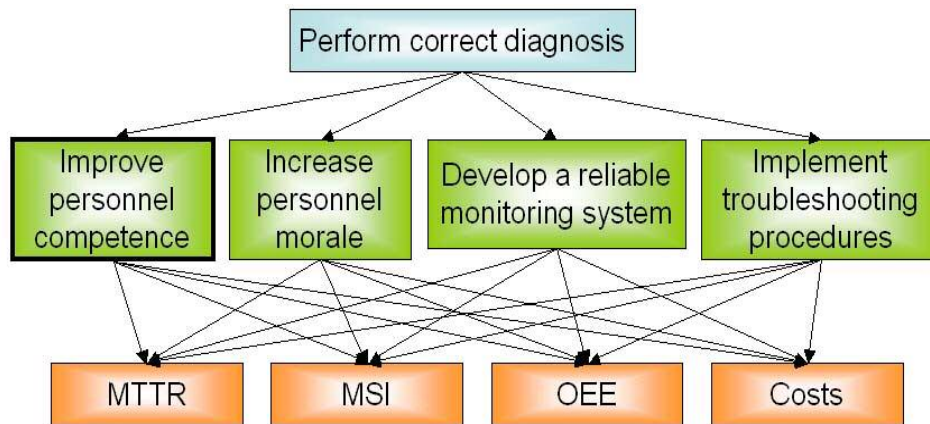 Perform correct diagnosis
Improve
personnel
competence
Increase
personnel
morale
Develop a reliable
monitoring system
Implement
troubleshooting
procedures
MTTR
MSI
OEE
Costs